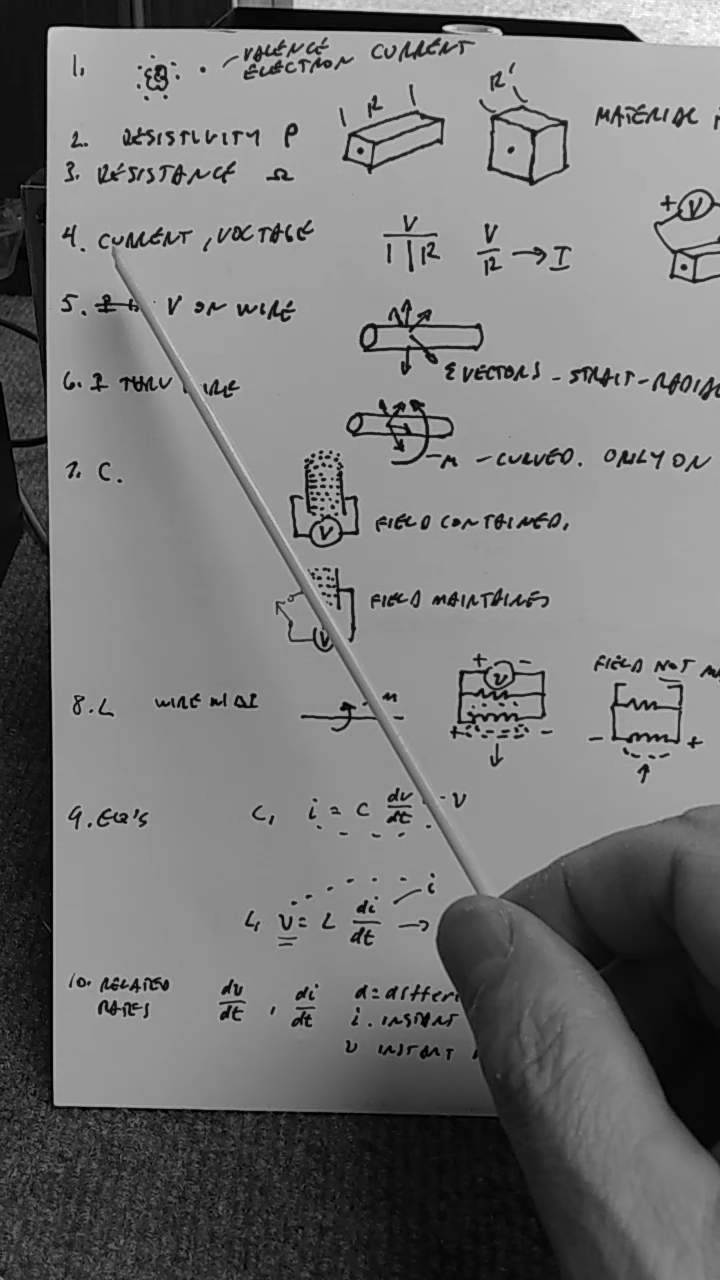 1. VALENCE ELECTRON CURRENT
R R'
2. RESISTIVITY ρ MATERIAL
3. RESISTANCE Ω
4. CURRENT, VOLTAGE V I R V/R → I + V
5. V ON WIRE
E VECTORS - STRAIT - RADIAL
6. I THRU WIRE
M - CURVED. ONLY ON
7. C.
V FIELD CONTAINED,
V FIELD MAINTAINED
+ V - FIELD NOT
8. L WIRE W/ΔI M + - - +
9. EQ'S C, i = C dv/dt V
L, v = L di/dt → i
10. RELATED RATES dv/dt , di/dt
i. INSTANT
v INSTANT